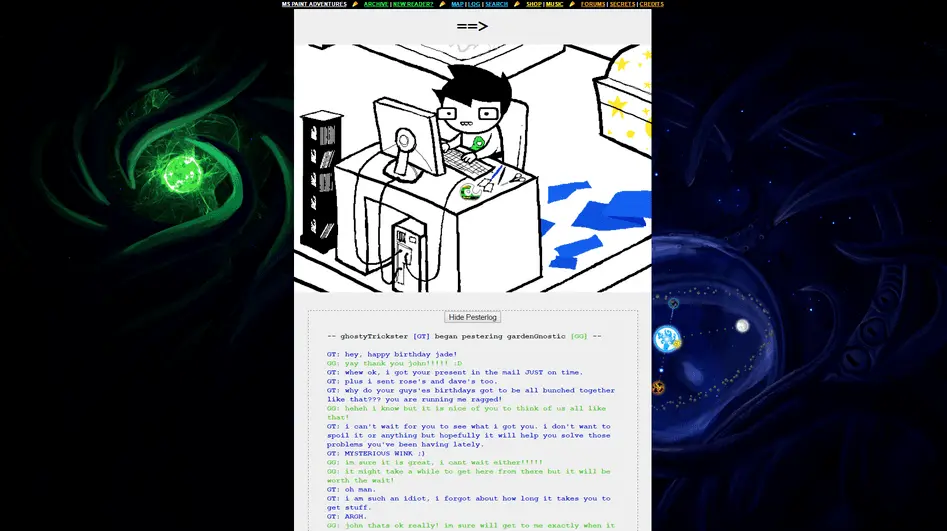 MS PAINT ADVENTURES ARCHIVE | NEW READER? MAP | LOG | SEARCH SHOP | MUSIC FORUMS | SECRETS | CREDITS
==>
Hide Pesterlog
-- ghostyTrickster [GT] began pestering gardenGnostic [GG] --
GT: hey, happy birthday jade!
GG: yay thank you john!!!!! :D
GT: whew ok, i got your present in the mail JUST on time.
GT: plus i sent rose's and dave's too.
GT: why do your guys'es birthdays got to be all bunched together
like that??? you are running me ragged!
GG: heheh i know but it is nice of you to think of us all like
that!
GT: i can't wait for you to see what i got you. i don't want to
spoil it or anything but hopefully it will help you solve those
problems you've been having lately.
GT: MYSTERIOUS WINK ;)
GG: im sure it is great, i cant wait either!!!!!
GG: it might take a while to get here from there but it will be
worth the wait!
GT: oh man.
GT: i am such an idiot, i forgot about how long it takes you to
get stuff.
GT: ARGH.
GG: john thats ok really! im sure will get to me exactly when it